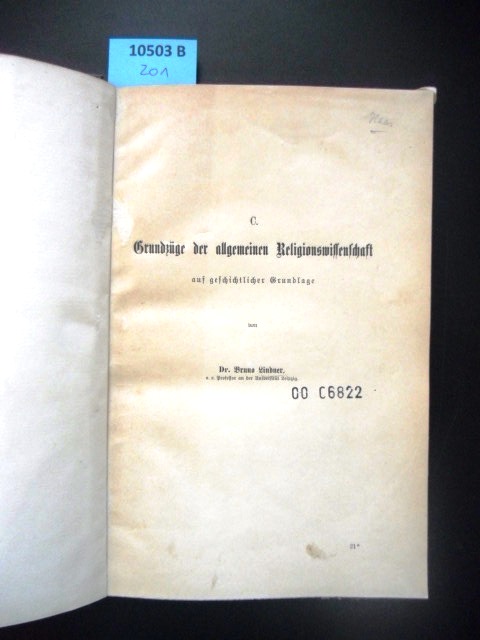 10503 B
201
C.
Grundzüge der allgemeinen Religionswissenschaft
auf geschichtlicher Grundlage
von
Dr. Bruno Lindner,
a. o. Professor an der Universität Leipzig.
00 C6822
21*